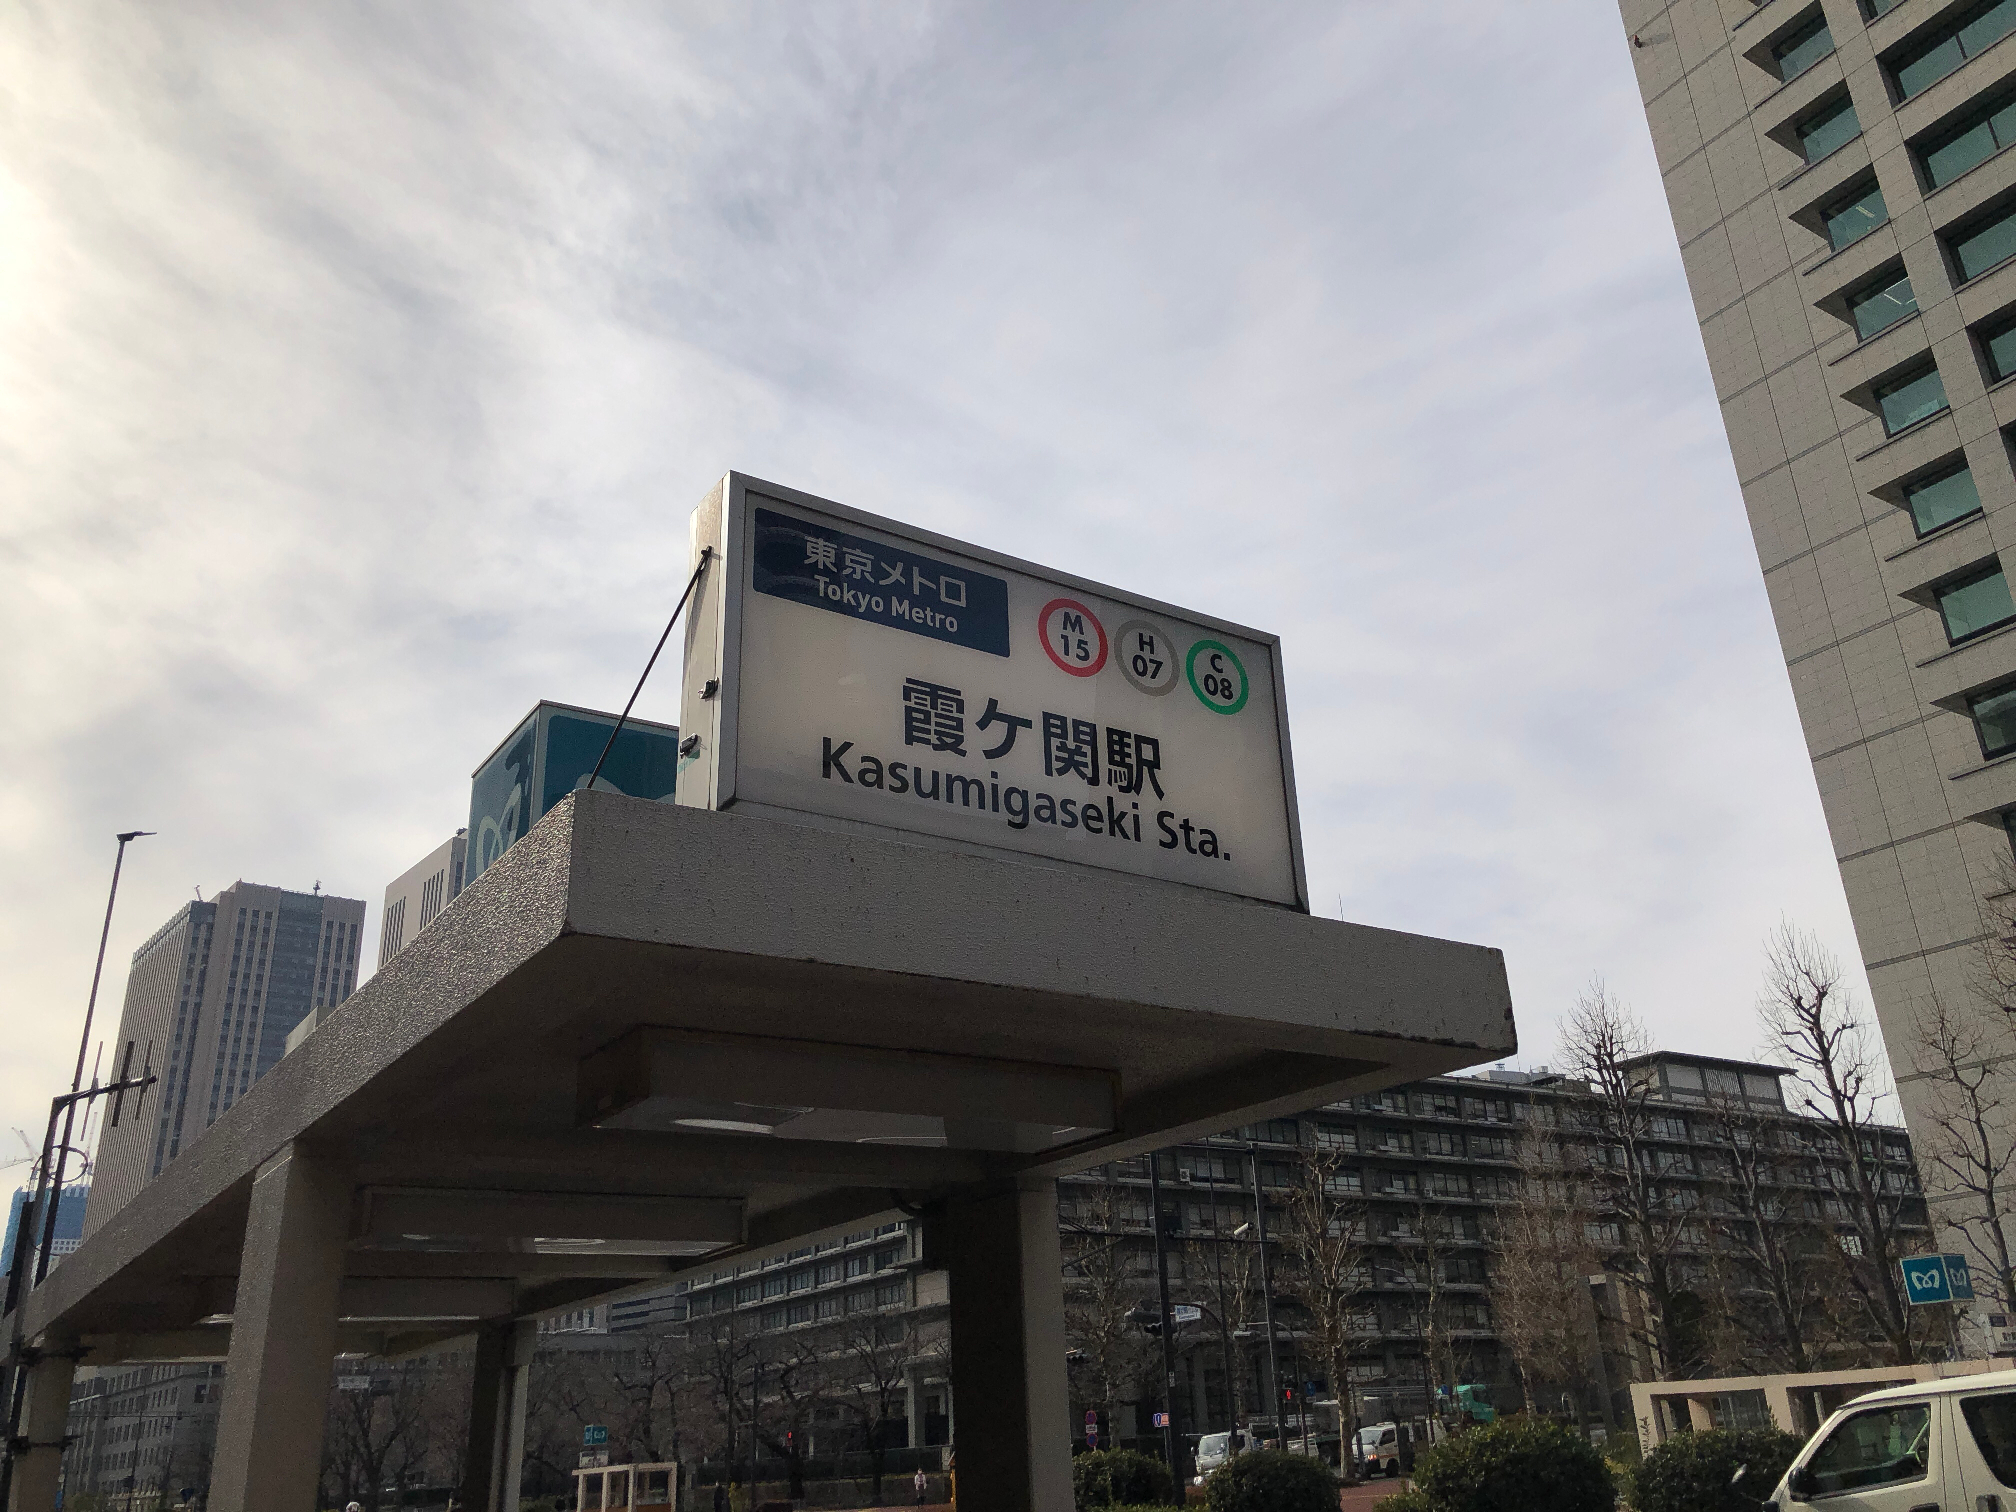 東京メトロ
Tokyo Metro
M
15
H
07
C
08
霞ケ関駅
Kasumigaseki Sta.